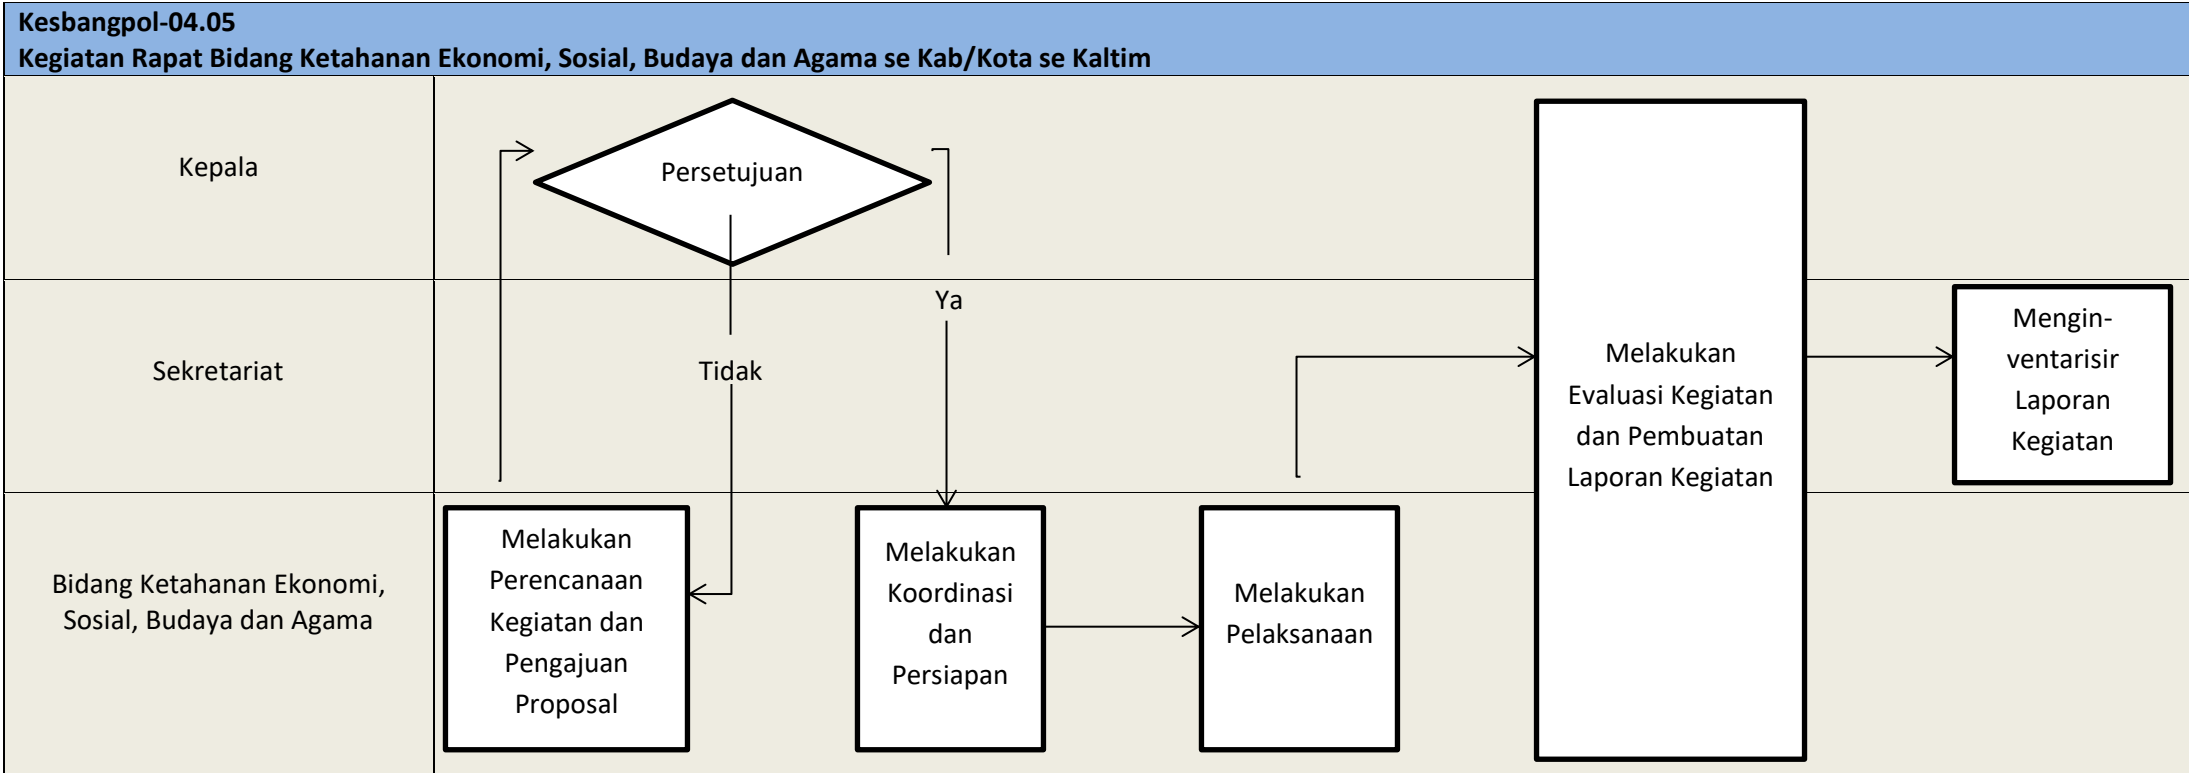 Kesbangpol-04.05
Kegiatan Rapat Bidang Ketahanan Ekonomi, Sosial, Budaya dan Agama se Kab/Kota se Kaltim
Kepala
Persetujuan
Sekretariat
Ya
Tidak
Melakukan
Evaluasi Kegiatan
dan Pembuatan
Laporan Kegiatan
Mengin-
ventarisir
Laporan
Kegiatan
Bidang Ketahanan Ekonomi,
Sosial, Budaya dan Agama
Melakukan
Perencanaan
Kegiatan dan
Pengajuan
Proposal
Melakukan
Koordinasi
dan
Persiapan
Melakukan
Pelaksanaan